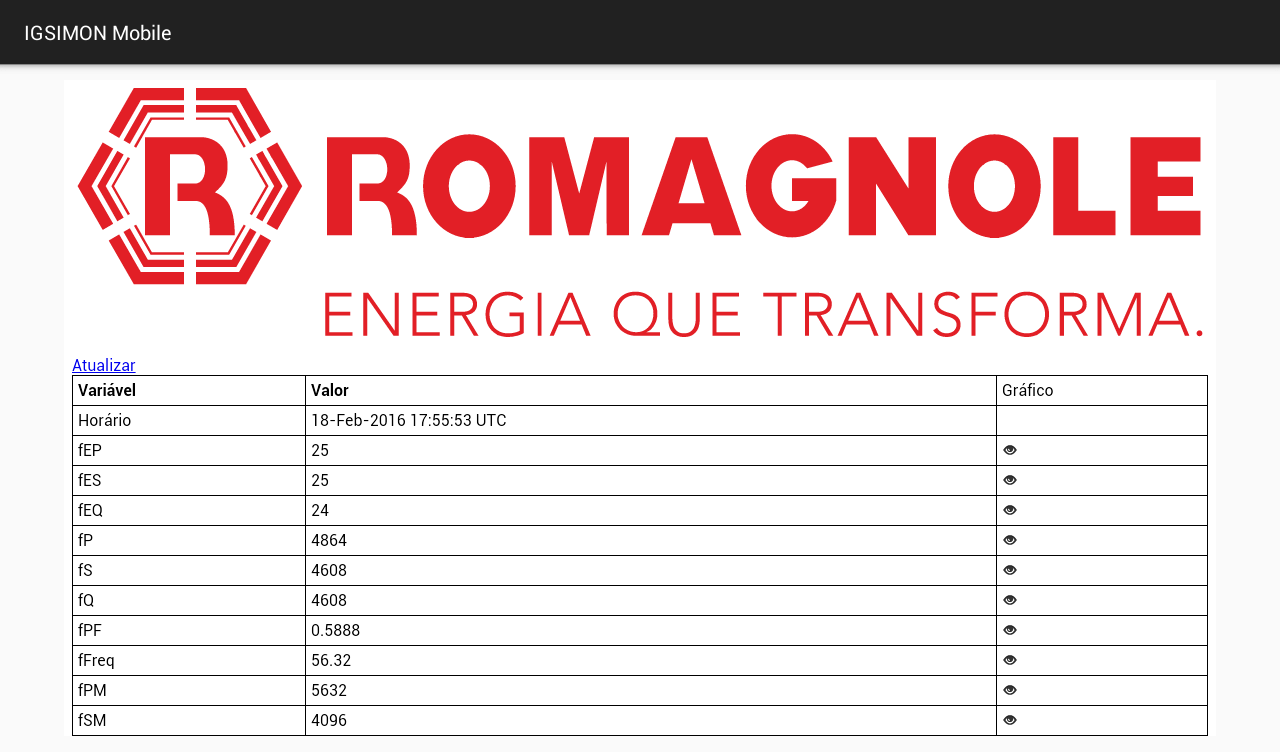 IGSIMON Mobile
R ROMAGNOLE
ENERGIA QUE TRANSFORMA.
Atualizar
Variável Valor Gráfico
Horário 18-Feb-2016 17:55:53 UTC
fEP 25
fES 25
fEQ 24
fP 4864
fS 4608
fQ 4608
fPF 0.5888
fFreq 56.32
fPM 5632
fSM 4096